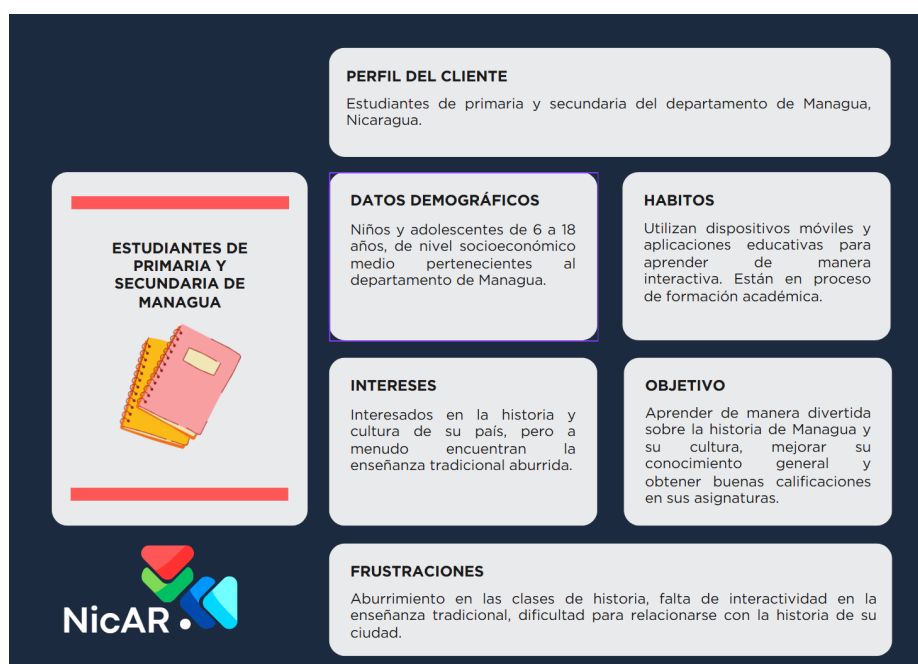 PERFIL DEL CLIENTE
Estudiantes de primaria y secundaria del departamento de Managua,
Nicaragua.
ESTUDIANTES DE
PRIMARIA Y
SECUNDARIA DE
MANAGUA
DATOS DEMOGRÁFICOS
Niños y adolescentes de 6 a 18
años, de nivel socioeconómico
medio pertenecientes al
departamento de Managua.
HABITOS
Utilizan dispositivos móviles y
aplicaciones educativas para
aprender de manera
interactiva. Están en proceso
de formación académica.
INTERESES
Interesados en la historia y
cultura de su país, pero a
menudo encuentran la
enseñanza tradicional aburrida.
OBJETIVO
Aprender de manera divertida
sobre la historia de Managua y
su cultura, mejorar su
conocimiento general y
obtener buenas calificaciones
en sus asignaturas.
NicAR
FRUSTRACIONES
Aburrimiento en las clases de historia, falta de interactividad en la
enseñanza tradicional, dificultad para relacionarse con la historia de su
ciudad.